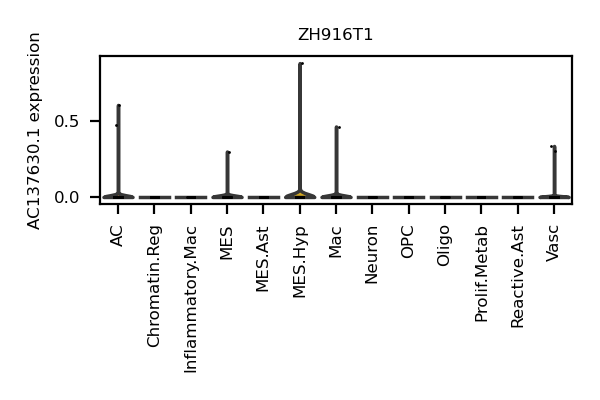 ZH916T1
AC137630.1 expression
0.5
0.0
AC
Chromatin.Reg
Inflammatory.Mac
MES
MES.Ast
MES.Hyp
Mac
Neuron
OPC
Oligo
Prolif.Metab
Reactive.Ast
Vasc